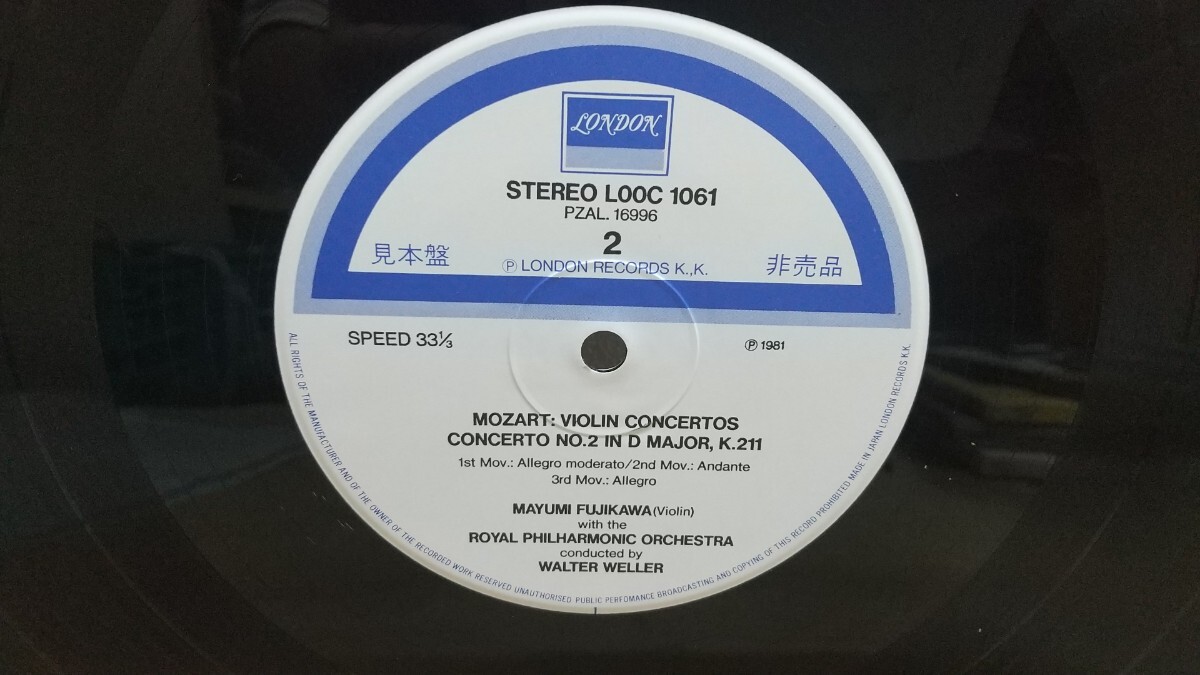 LONDON
STEREO L00C 1061
PZAL. 16996
2
見本盤
℗ LONDON RECORDS K.,K.
非売品
SPEED 33⅓
℗ 1981
MOZART: VIOLIN CONCERTOS
CONCERTO NO.2 IN D MAJOR, K.211
1st Mov.: Allegro moderato/2nd Mov.: Andante
3rd Mov.: Allegro
MAYUMI FUJIKAWA (Violin)
with the
ROYAL PHILHARMONIC ORCHESTRA
conducted by
WALTER WELLER
ALL RIGHTS OF THE MANUFACTURER AND OF THE OWNER OF THE RECORDED WORK RESERVED UNAUTHORISED PUBLIC PERFOMANCE BROADCASTING AND COPYING OF THIS RECORD PROHIBITED MADE IN JAPAN LONDON RECORDS K.K.